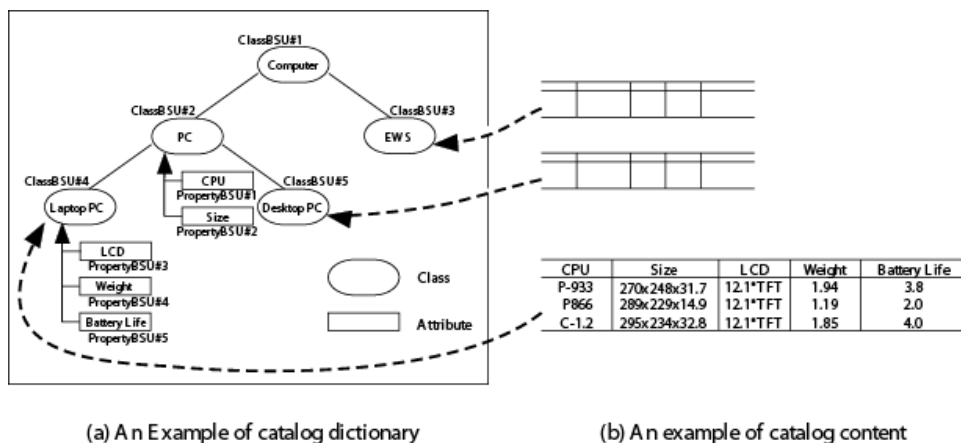 ClassBSU#1
Computer
ClassBSU#2
ClassBSU#3
PC
EWS
ClassBSU#4
CPU
ClassBSU#5
PropertyBSU#1
Laptop PC
Size
Desktop PC
PropertyBSU#2
LCD
PropertyBSU#3
Weight
PropertyBSU#4
Battery Life
PropertyBSU#5
Class
Attribute
CPU Size LCD Weight Battery Life
P-933 270x248x31.7 12.1"TFT 1.94 3.8
P866 289x229x14.9 12.1"TFT 1.19 2.0
C-1.2 295x234x32.8 12.1"TFT 1.85 4.0
(a) An Example of catalog dictionary
(b) An example of catalog content